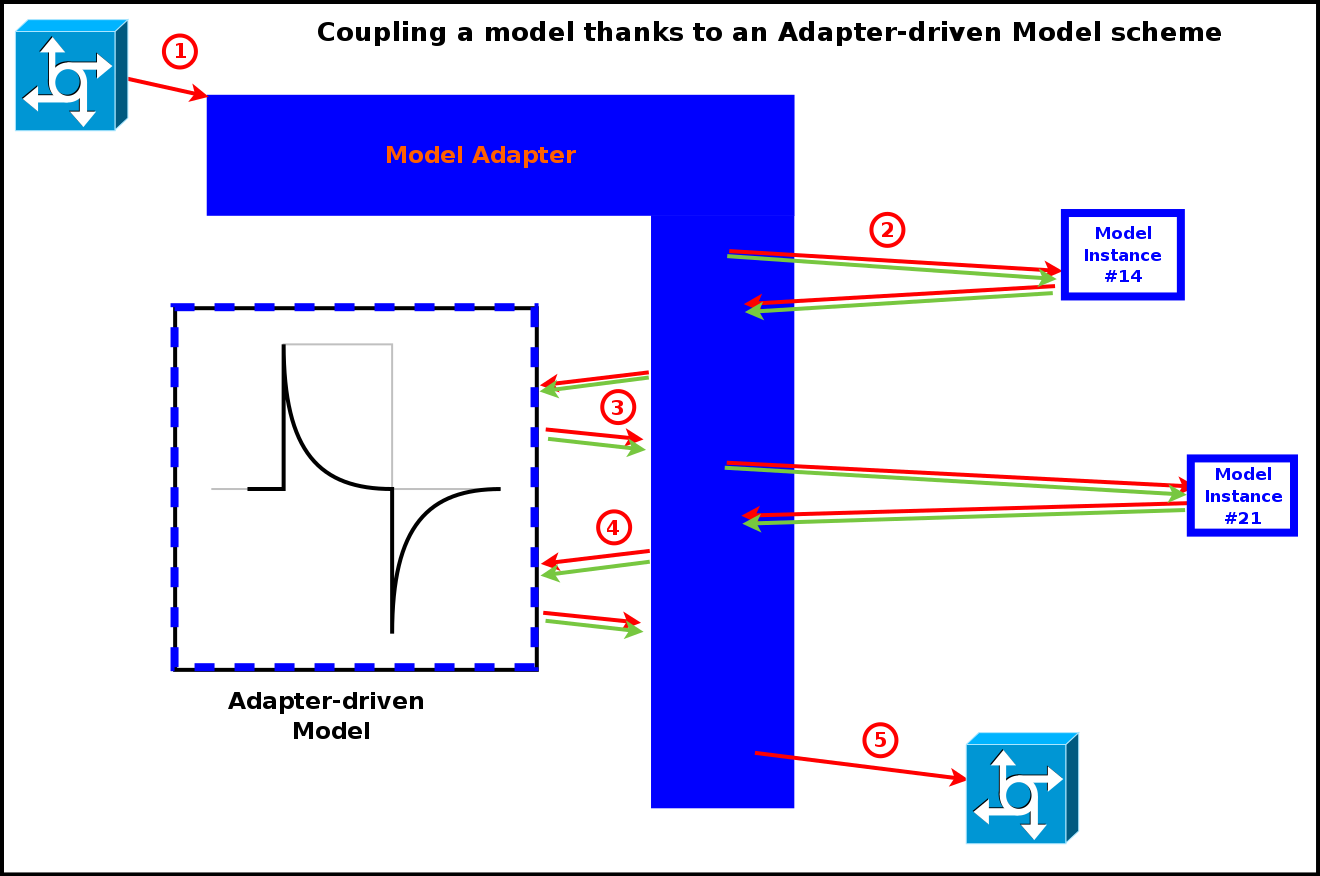 Coupling a model thanks to an Adapter-driven Model scheme
1
Model Adapter
2
Model
Instance
#14
3
Model
Instance
#21
4
Adapter-driven
Model
5